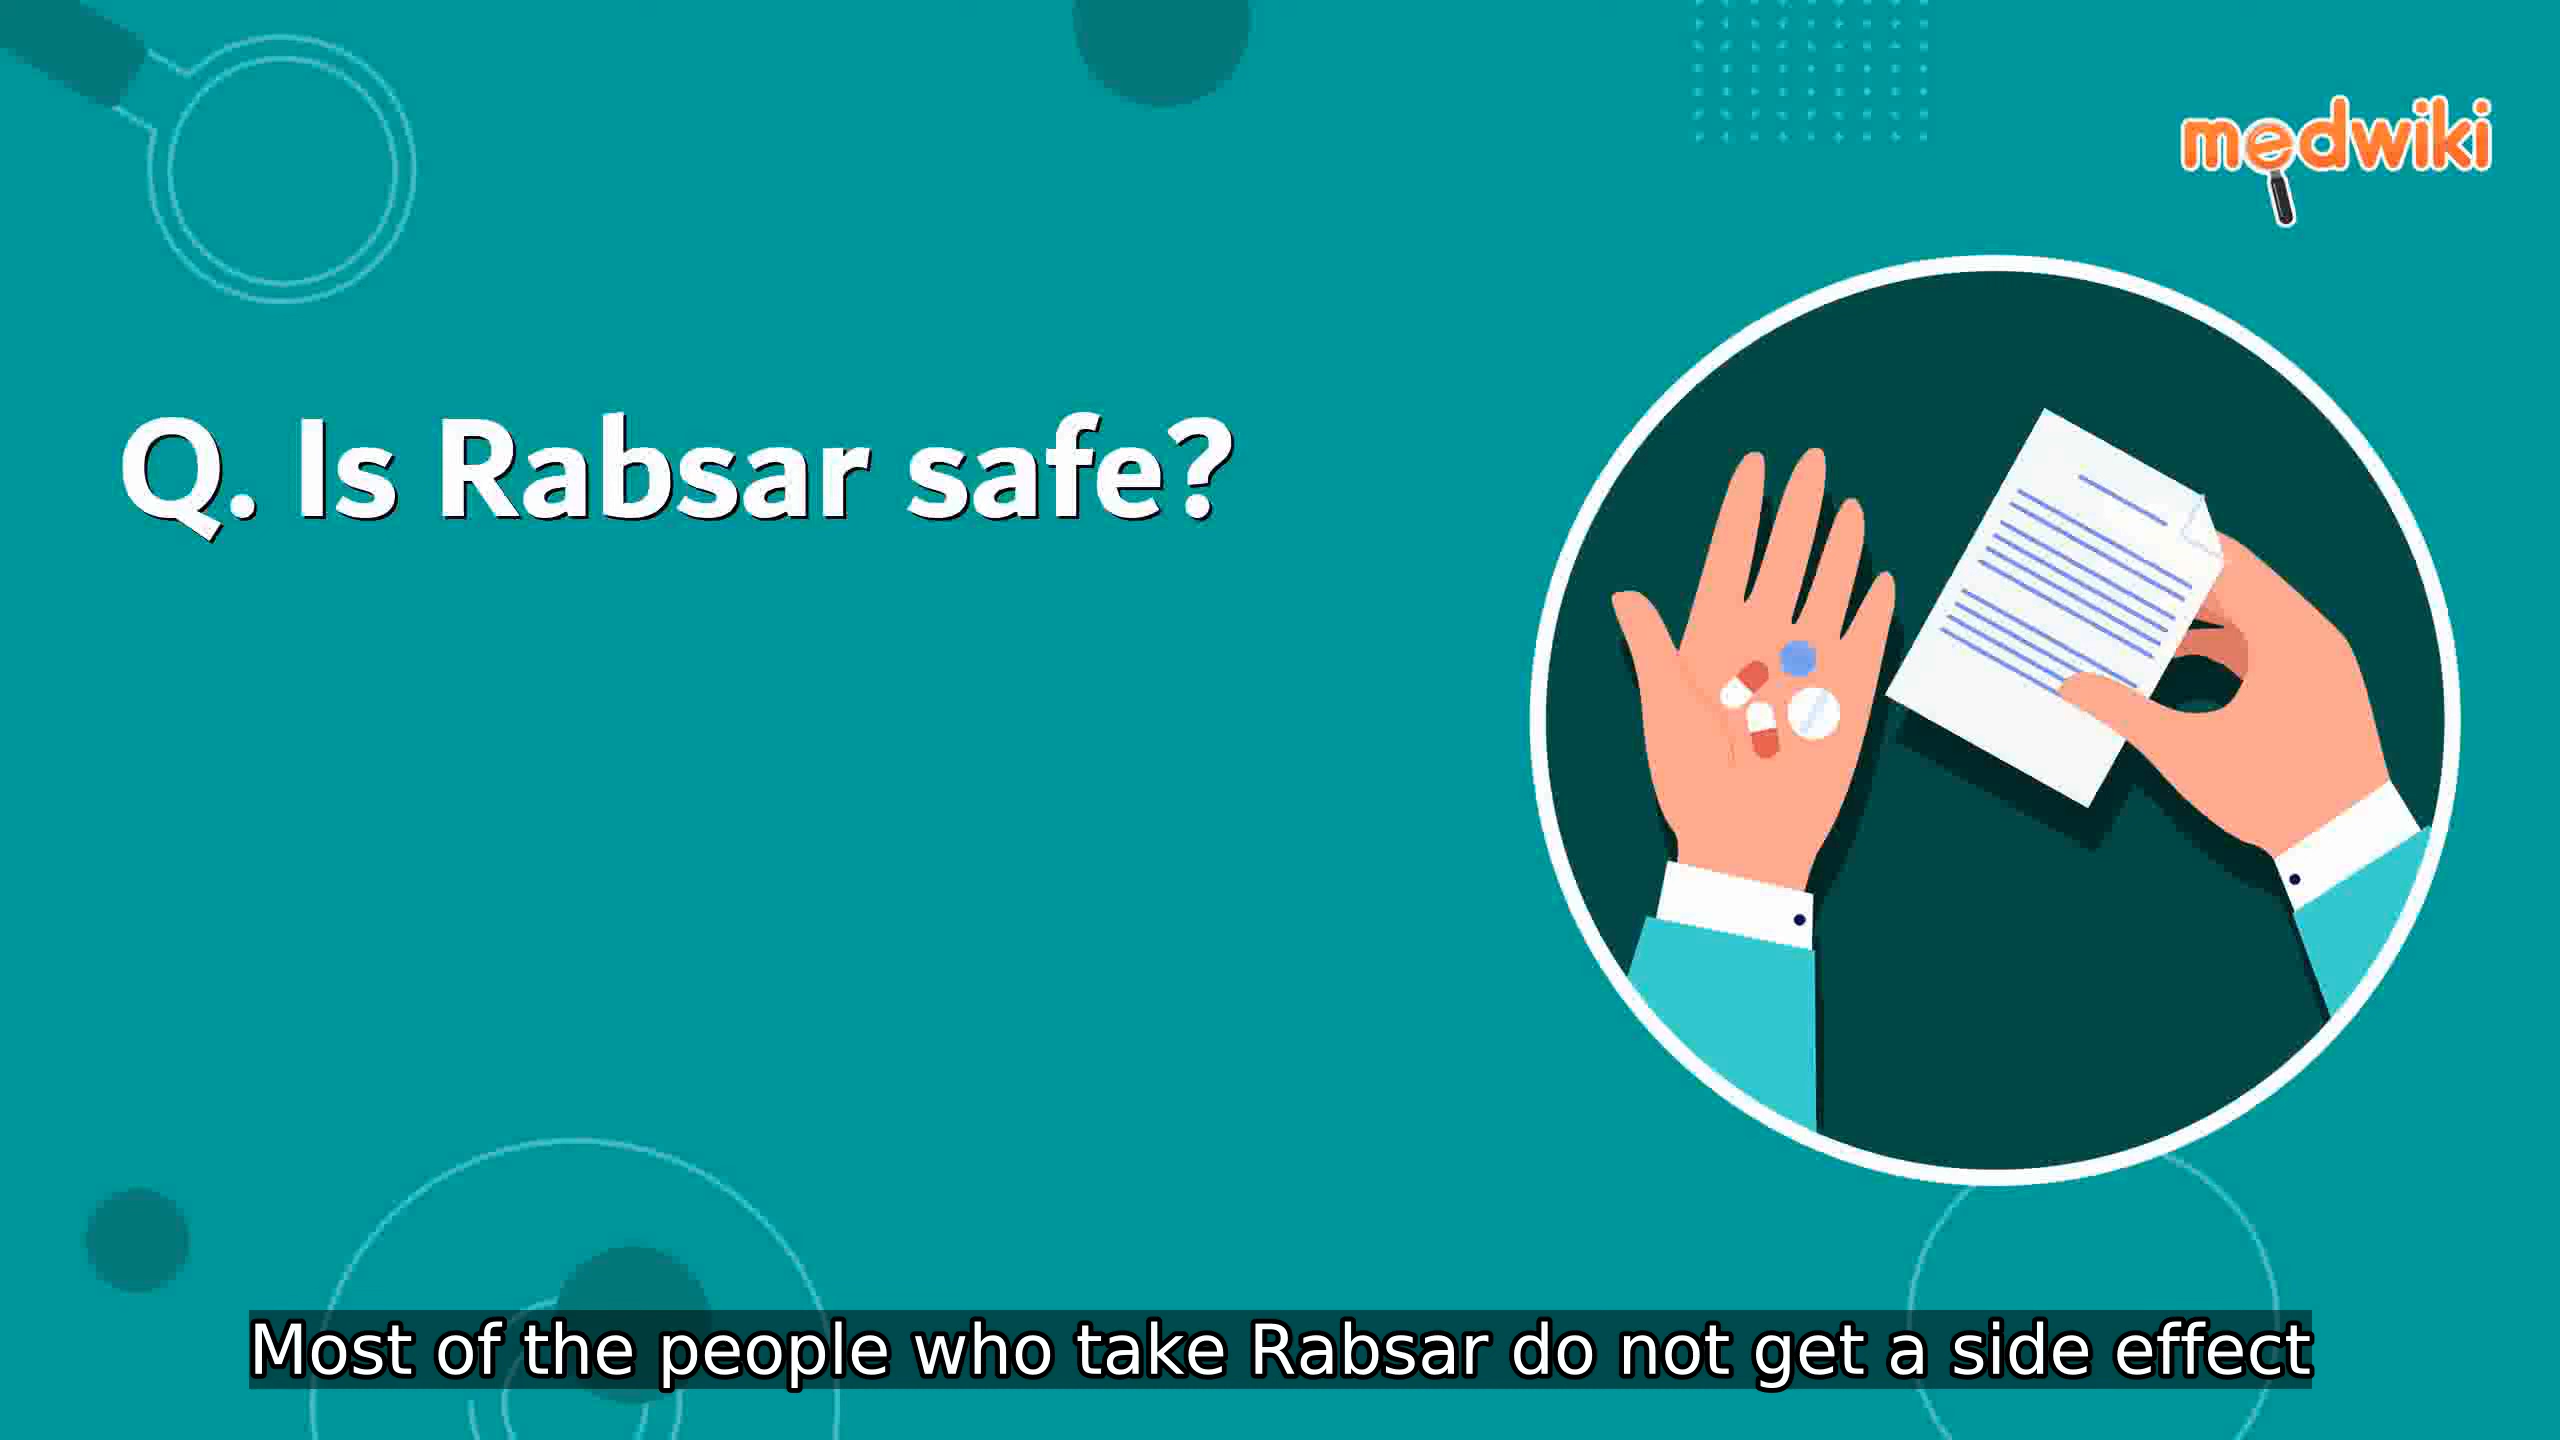 medwiki
Q. Is Rabsar safe?
Most of the people who take Rabsar do not get a side effect